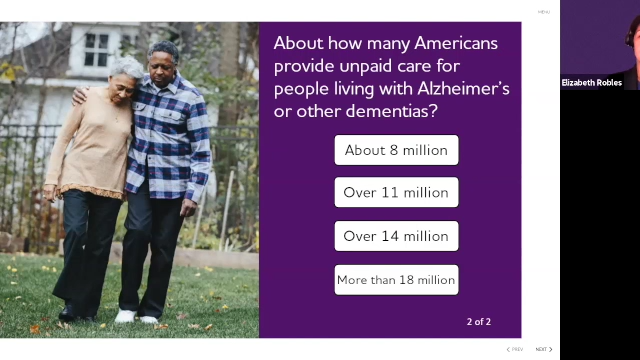 MENU
About how many Americans
provide unpaid care for
people living with Alzheimer's
or other dementias?
About 8 million
Over 11 million
Over 14 million
More than 18 million
2 of 2
PREV
NEXT
Elizabeth Robles